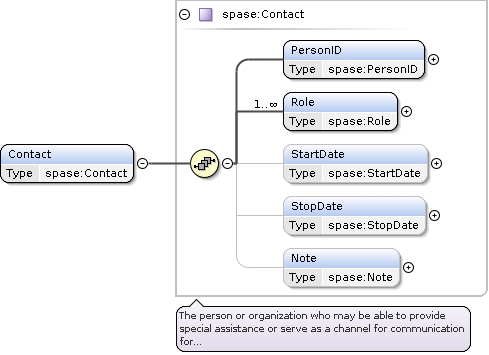 spase:Contact
PersonID
Type spase:PersonID
1..∞
Role
Type spase:Role
Contact
Type spase:Contact
StartDate
Type spase:StartDate
StopDate
Type spase:StopDate
Note
Type spase:Note
The person or organization who may be able to provide
special assistance or serve as a channel for communication
for...